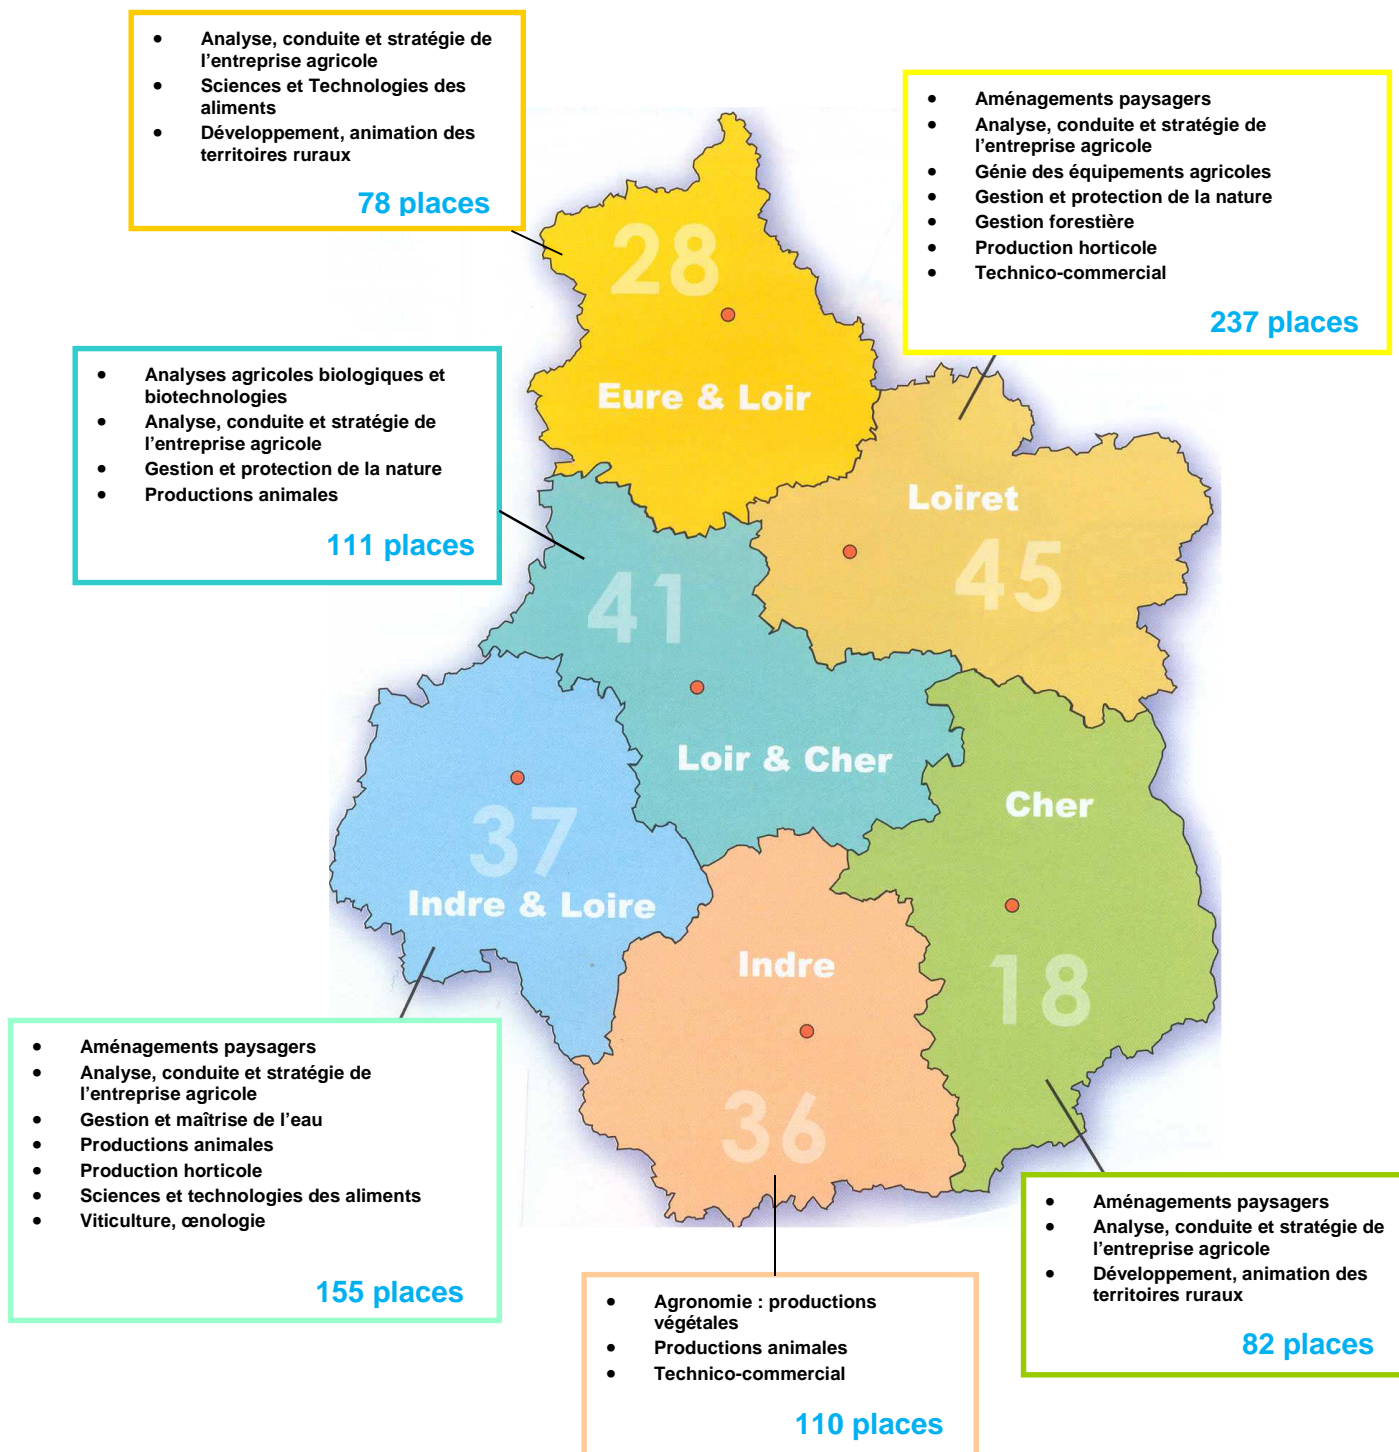 • Analyse, conduite et stratégie de
l’entreprise agricole
• Sciences et Technologies des
aliments
• Développement, animation des
territoires ruraux
78 places
• Aménagements paysagers
• Analyse, conduite et stratégie de
l’entreprise agricole
• Génie des équipements agricoles
• Gestion et protection de la nature
• Gestion forestière
• Production horticole
• Technico-commercial
237 places
28
Eure & Loir
• Analyses agricoles biologiques et
biotechnologies
• Analyse, conduite et stratégie de
l’entreprise agricole
• Gestion et protection de la nature
• Productions animales
111 places
Loiret
45
41
Loir & Cher
Cher
18
37
Indre & Loire
Indre
36
• Aménagements paysagers
• Analyse, conduite et stratégie de
l’entreprise agricole
• Gestion et maîtrise de l’eau
• Productions animales
• Production horticole
• Sciences et technologies des aliments
• Viticulture, œnologie
155 places
• Agronomie : productions
végétales
• Productions animales
• Technico-commercial
110 places
• Aménagements paysagers
• Analyse, conduite et stratégie de
l’entreprise agricole
• Développement, animation des
territoires ruraux
82 places